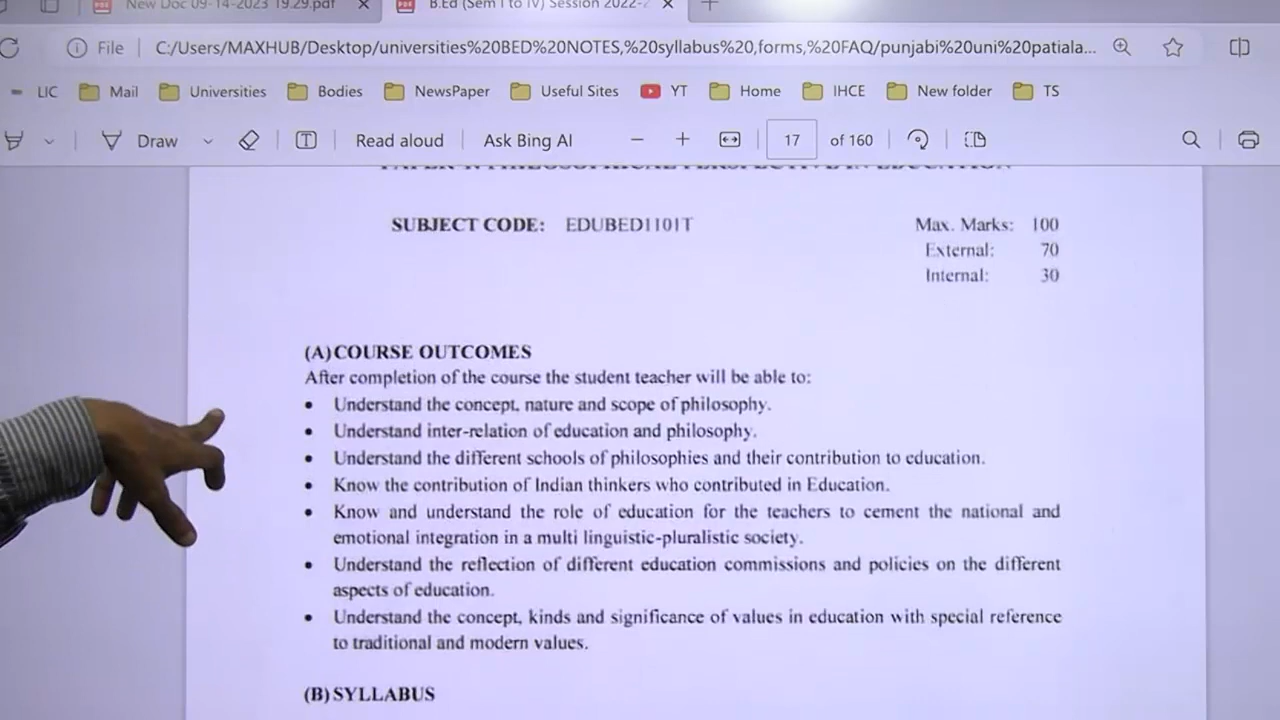 New Doc 09-14-2023 19.29.pdf
B.Ed (Sem I to IV) Session 2022-2
File C:/Users/MAXHUB/Desktop/universities%20BED%20NOTES,%20syllabus%20,forms,%20FAQ/punjabi%20uni%20patiala...
LIC Mail Universities Bodies NewsPaper Useful Sites YT Home IHCE New folder TS
Draw Read aloud Ask Bing AI 17 of 160
SUBJECT CODE: EDUBED1101T Max. Marks: 100
External: 70
Internal: 30
(A) COURSE OUTCOMES
After completion of the course the student teacher will be able to:
• Understand the concept, nature and scope of philosophy.
• Understand inter-relation of education and philosophy.
• Understand the different schools of philosophies and their contribution to education.
• Know the contribution of Indian thinkers who contributed in Education.
• Know and understand the role of education for the teachers to cement the national and
emotional integration in a multi linguistic-pluralistic society.
• Understand the reflection of different education commissions and policies on the different
aspects of education.
• Understand the concept, kinds and significance of values in education with special reference
to traditional and modern values.
(B) SYLLABUS